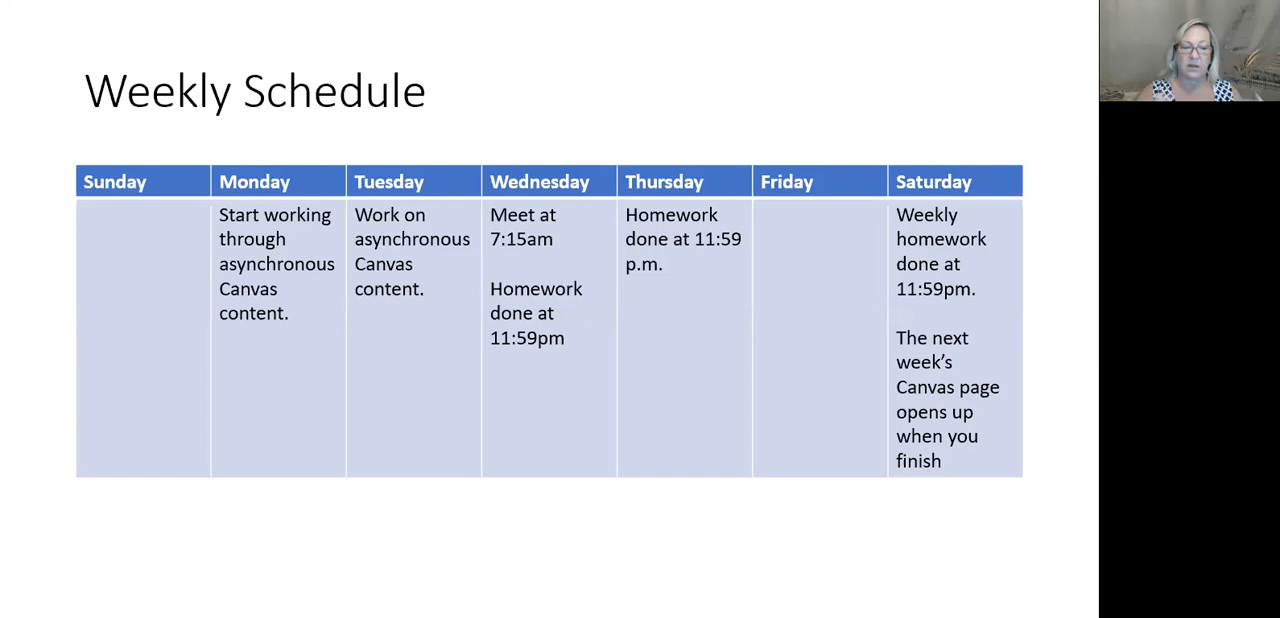 Weekly Schedule
Sunday
Monday
Tuesday
Wednesday
Thursday
Friday
Saturday
Start working
through
asynchronous
Canvas
content.
Work on
asynchronous
Canvas
content.
Meet at
7:15am
Homework
done at
11:59pm
Homework
done at 11:59
p.m.
Weekly
homework
done at
11:59pm.
The next
week’s
Canvas page
opens up
when you
finish